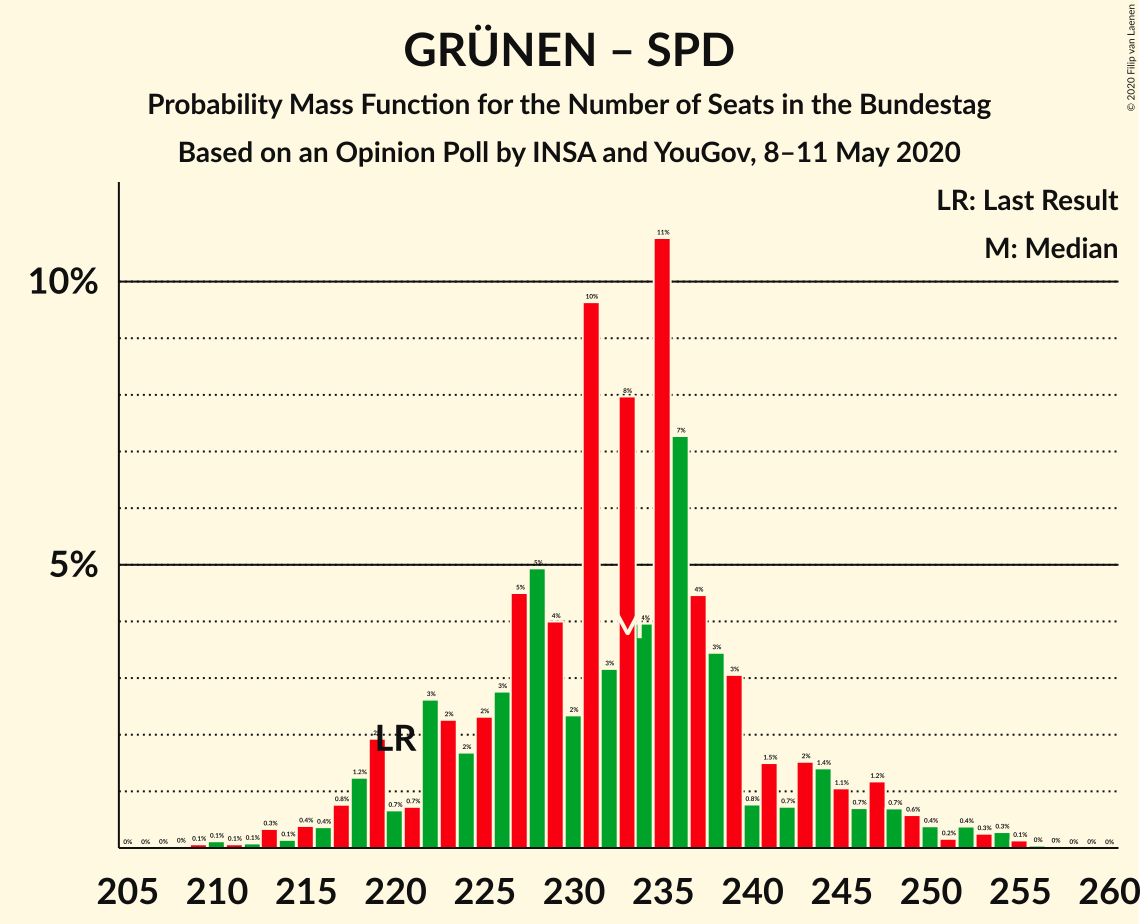 GRÜNEN – SPD
Probability Mass Function for the Number of Seats in the Bundestag
Based on an Opinion Poll by INSA and YouGov, 8–11 May 2020
© 2020 Filip van Laenen
LR: Last Result
M: Median
10%
5%
0% 0% 0% 0% 0.1% 0.1% 0.1% 0.1% 0.3% 0.1% 0.4% 0.4% 0.8% 1.2% 2% 0.7% 0.7% 3% 2% 2% 2% 3% 5% 5% 4% 2% 10% 3% 8% 4% 11% 7% 4% 3% 3% 0.8% 1.5% 0.7% 2% 1.4% 1.1% 0.7% 1.2% 0.7% 0.6% 0.4% 0.2% 0.4% 0.3% 0.3% 0.1% 0% 0% 0% 0% 0%
LR
M
205 210 215 220 225 230 235 240 245 250 255 260